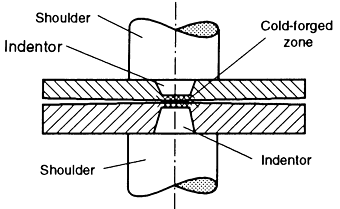 Shoulder
Cold-forged
zone
Indentor
Shoulder
Indentor